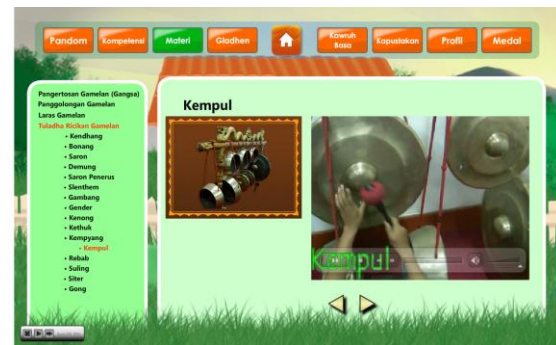 Pandom
Kompetensi
Materi
Gladhen
Kawruh
Basa
Kapustakan
Profil
Medal
Pangertosan Gamelan (Gangsa)
Panggolongan Gamelan
Laras Gamelan
Tuladha Ricikan Gamelan
• Kendhang
• Bonang
• Saron
• Demung
• Saron Penerus
• Slenthem
• Gambang
• Gender
• Kenong
• Kethuk
• Kempyang
• Kempul
• Rebab
• Suling
• Siter
• Gong
Kempul
Kempul